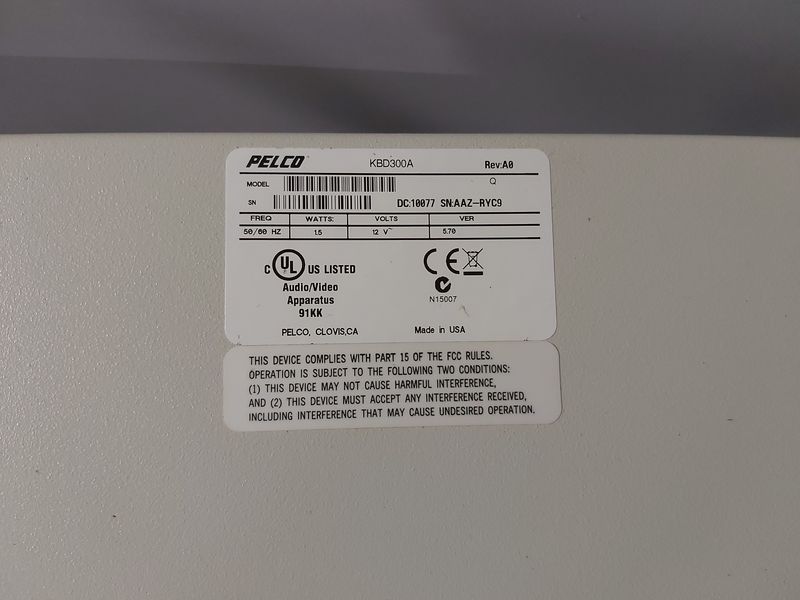 PELCO KBD300A Rev:A0
MODEL Q
SN DC:10077 SN:AAZ-RYC9
FREQ WATTS: VOLTS VER
50/60 HZ 15 12 V~ 5.70
C UL US LISTED
Audio/Video
Apparatus
91KK
CE
N15007
PELCO, CLOVIS,CA Made in USA
THIS DEVICE COMPLIES WITH PART 15 OF THE FCC RULES.
OPERATION IS SUBJECT TO THE FOLLOWING TWO CONDITIONS:
(1) THIS DEVICE MAY NOT CAUSE HARMFUL INTERFERENCE,
AND (2) THIS DEVICE MUST ACCEPT ANY INTERFERENCE RECEIVED,
INCLUDING INTERFERENCE THAT MAY CAUSE UNDESIRED OPERATION.